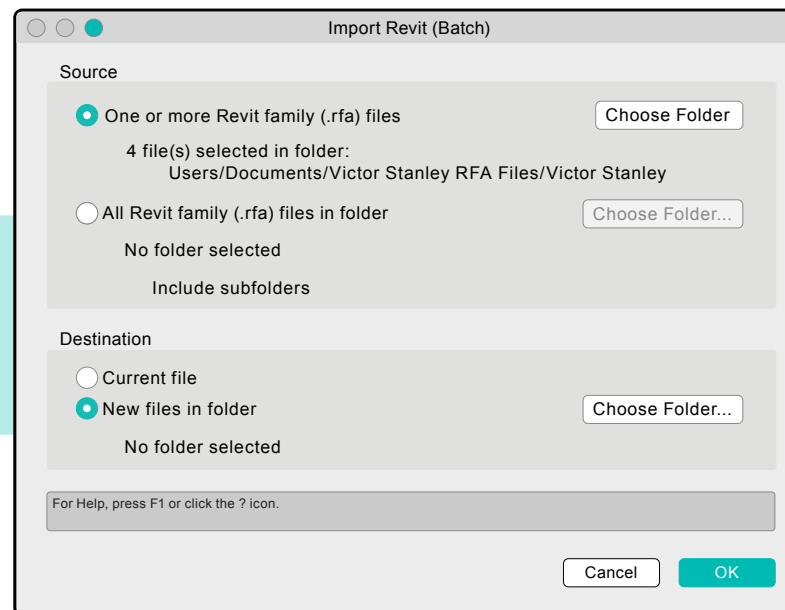 Import Revit (Batch)
Source
One or more Revit family (.rfa) files
Choose Folder
4 file(s) selected in folder:
Users/Documents/Victor Stanley RFA Files/Victor Stanley
All Revit family (.rfa) files in folder
Choose Folder...
No folder selected
Include subfolders
Destination
Current file
New files in folder
Choose Folder...
No folder selected
For Help, press F1 or click the ? icon.
Cancel
OK